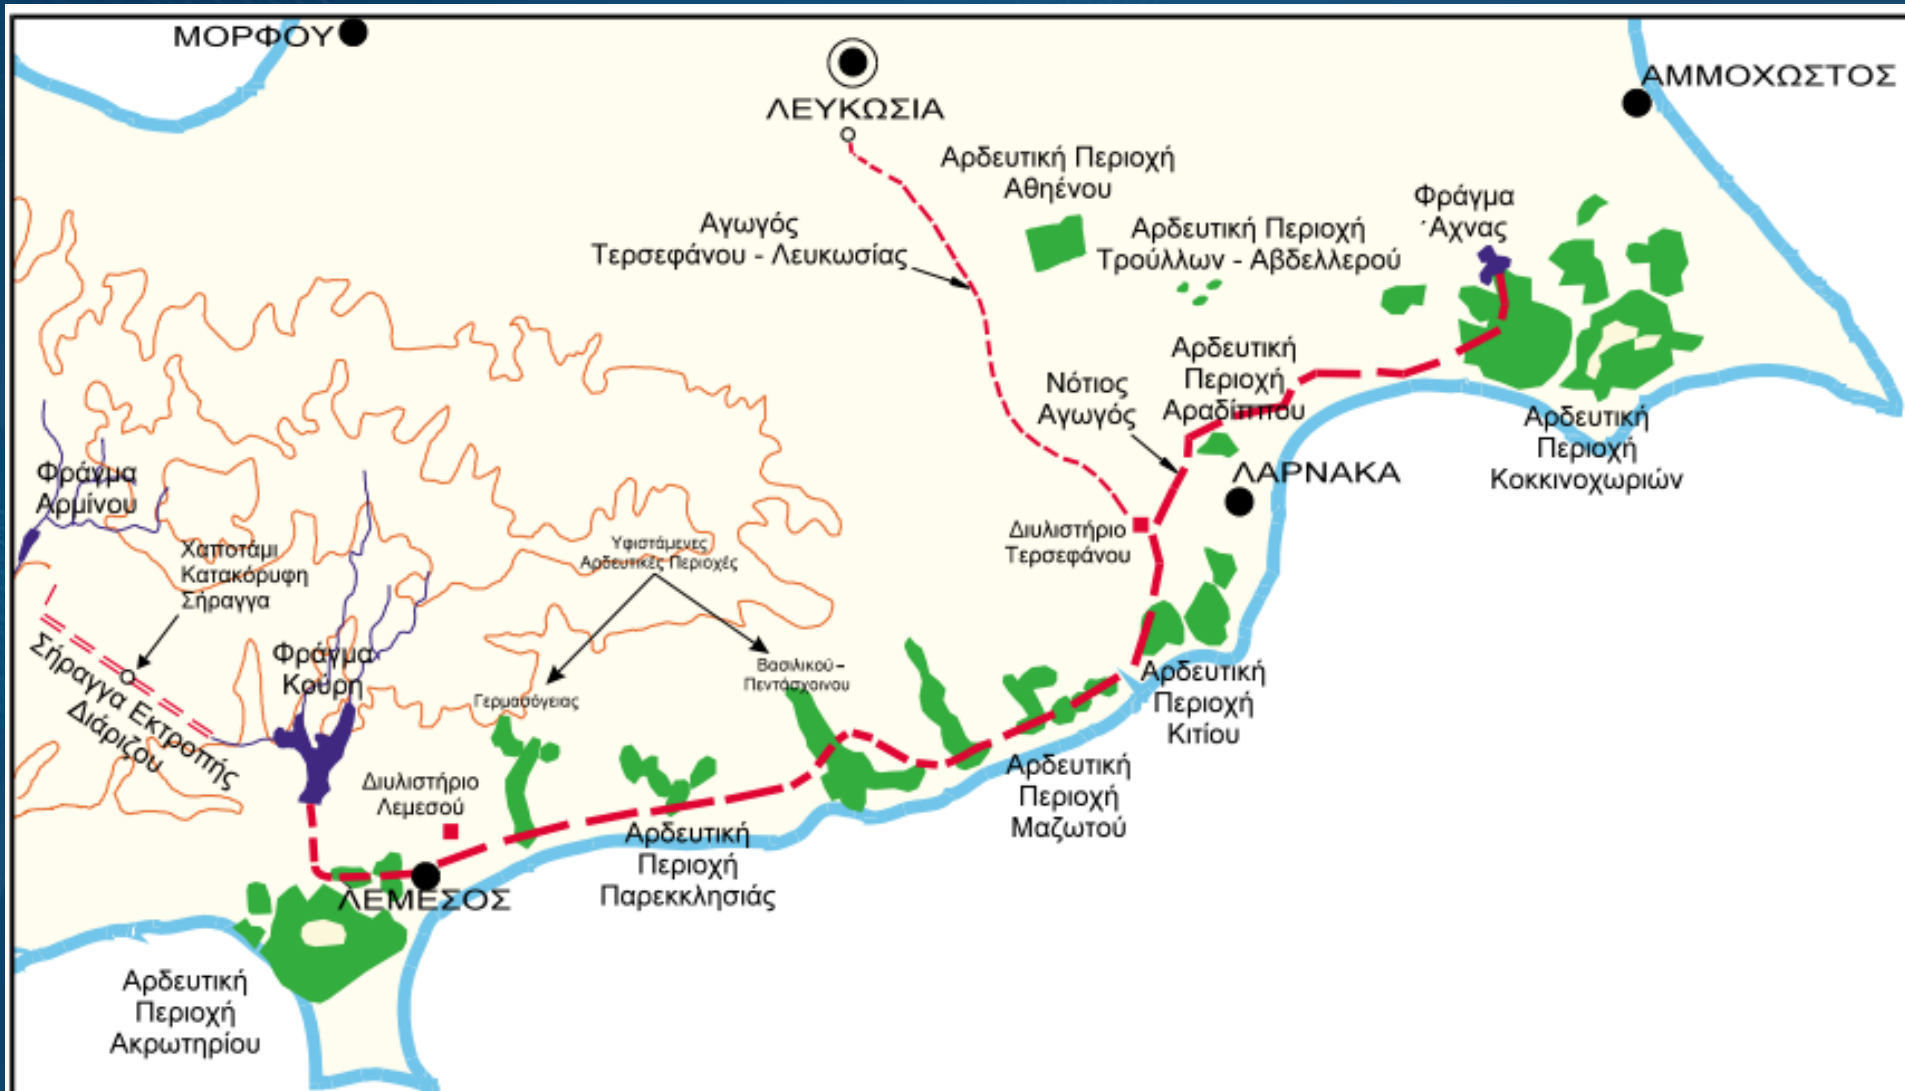 ΜΟΡΦΟΥ
ΛΕΥΚΩΣΙΑ
ΑΜΜΟΧΩΣΤΟΣ
Αρδευτική Περιοχή
Αθηένου
Αγωγός
Τερσεφάνου - Λευκωσίας
Αρδευτική Περιοχή
Τρούλλων - Αβδελλερού
Φράγμα
΄Αχνας
Αρδευτική
Περιοχή
Αραδίππου
Νότιος
Αγωγός
Αρδευτική
Περιοχή
Κοκκινοχωριών
ΛΑΡΝΑΚΑ
Φράγμα
Αρμίνου
Διυλιστήριο
Τερσεφάνου
Χαποτάμι
Κατακόρυφη
Σήραγγα
Υφιστάμενες
Αρδευτικές Περιοχές
Σήραγγα Εκτροπής
Διάριζου
Φράγμα
Κούρη
Γερμασόγειας
Βασιλικού–
Πεντάσχοινου
Αρδευτική
Περιοχή
Κιτίου
Διυλιστήριο
Λεμεσού
Αρδευτική
Περιοχή
Μαζωτού
Αρδευτική
Περιοχή
Παρεκκλησιάς
ΛΕΜΕΣΟΣ
Αρδευτική
Περιοχή
Ακρωτηρίου